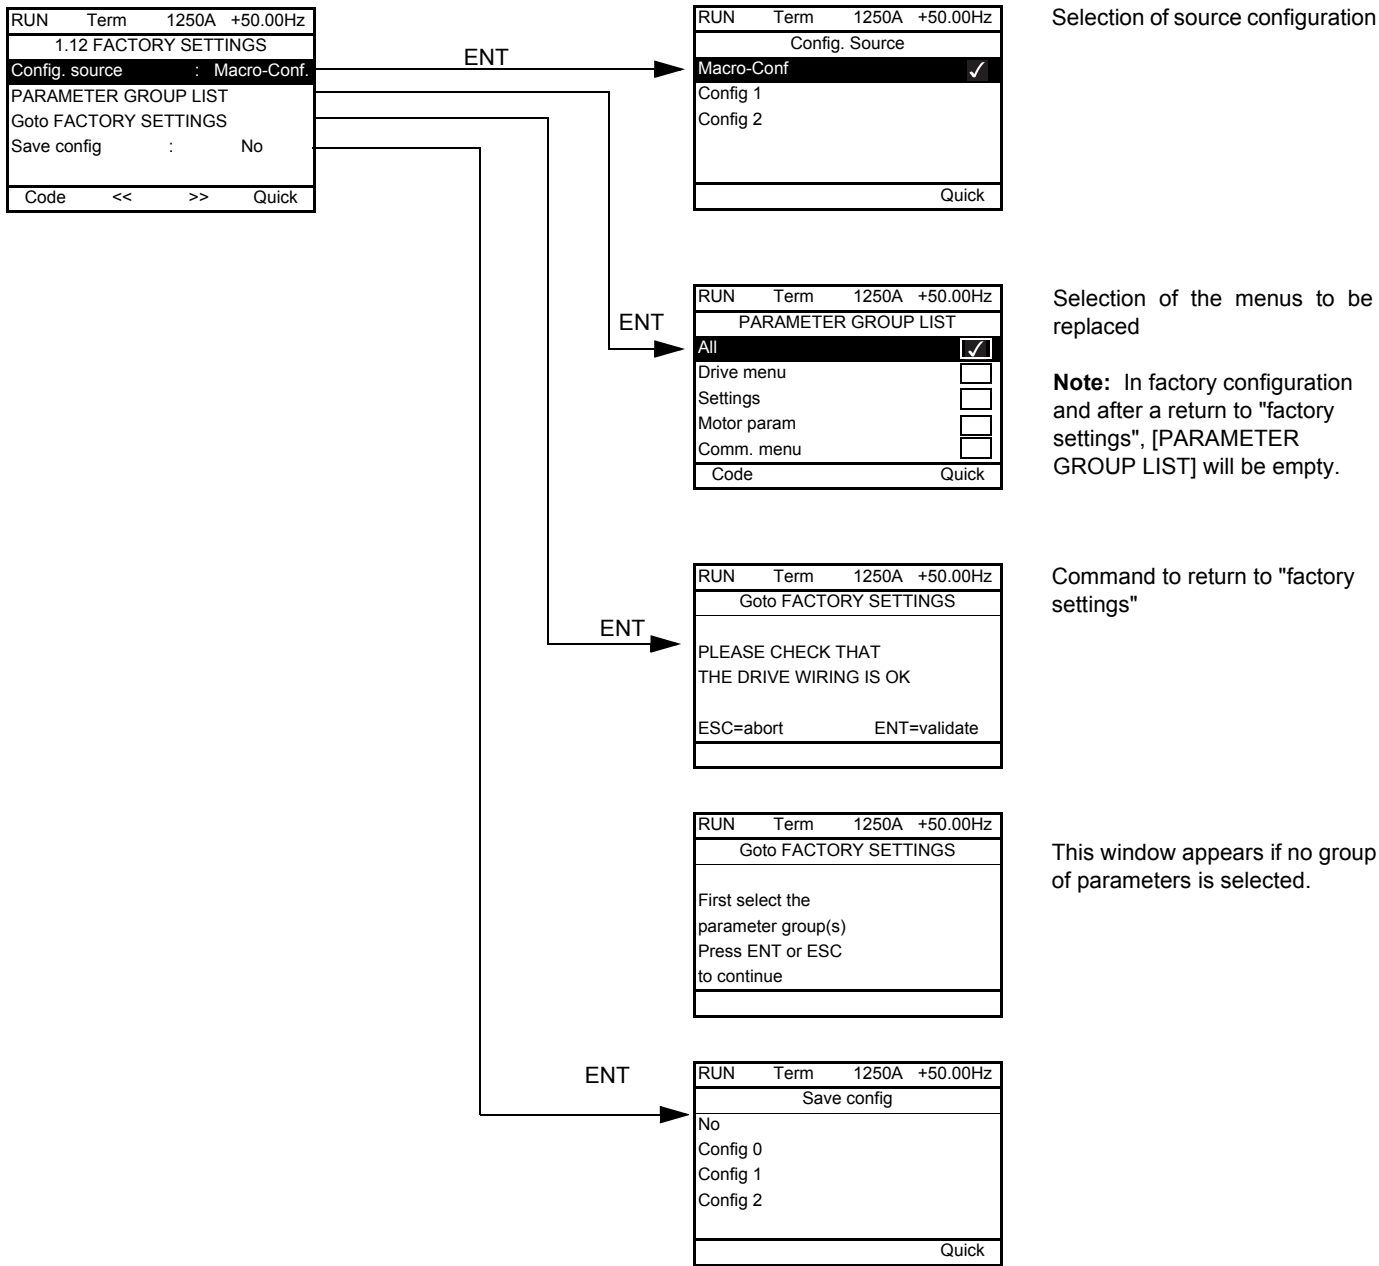 RUN Term 1250A +50.00Hz
1.12 FACTORY SETTINGS
Config. source : Macro-Conf.
PARAMETER GROUP LIST
Goto FACTORY SETTINGS
Save config : No
Code << >> Quick
ENT
RUN Term 1250A +50.00Hz
Config. Source
Macro-Conf ✓
Config 1
Config 2
Quick
Selection of source configuration
ENT
RUN Term 1250A +50.00Hz
PARAMETER GROUP LIST
All ✓
Drive menu
Settings
Motor param
Comm. menu
Code Quick
Selection of the menus to be
replaced
Note: In factory configuration
and after a return to "factory
settings", [PARAMETER
GROUP LIST] will be empty.
ENT
RUN Term 1250A +50.00Hz
Goto FACTORY SETTINGS
PLEASE CHECK THAT
THE DRIVE WIRING IS OK
ESC=abort ENT=validate
Command to return to "factory
settings"
RUN Term 1250A +50.00Hz
Goto FACTORY SETTINGS
First select the
parameter group(s)
Press ENT or ESC
to continue
This window appears if no group
of parameters is selected.
ENT
RUN Term 1250A +50.00Hz
Save config
No
Config 0
Config 1
Config 2
Quick